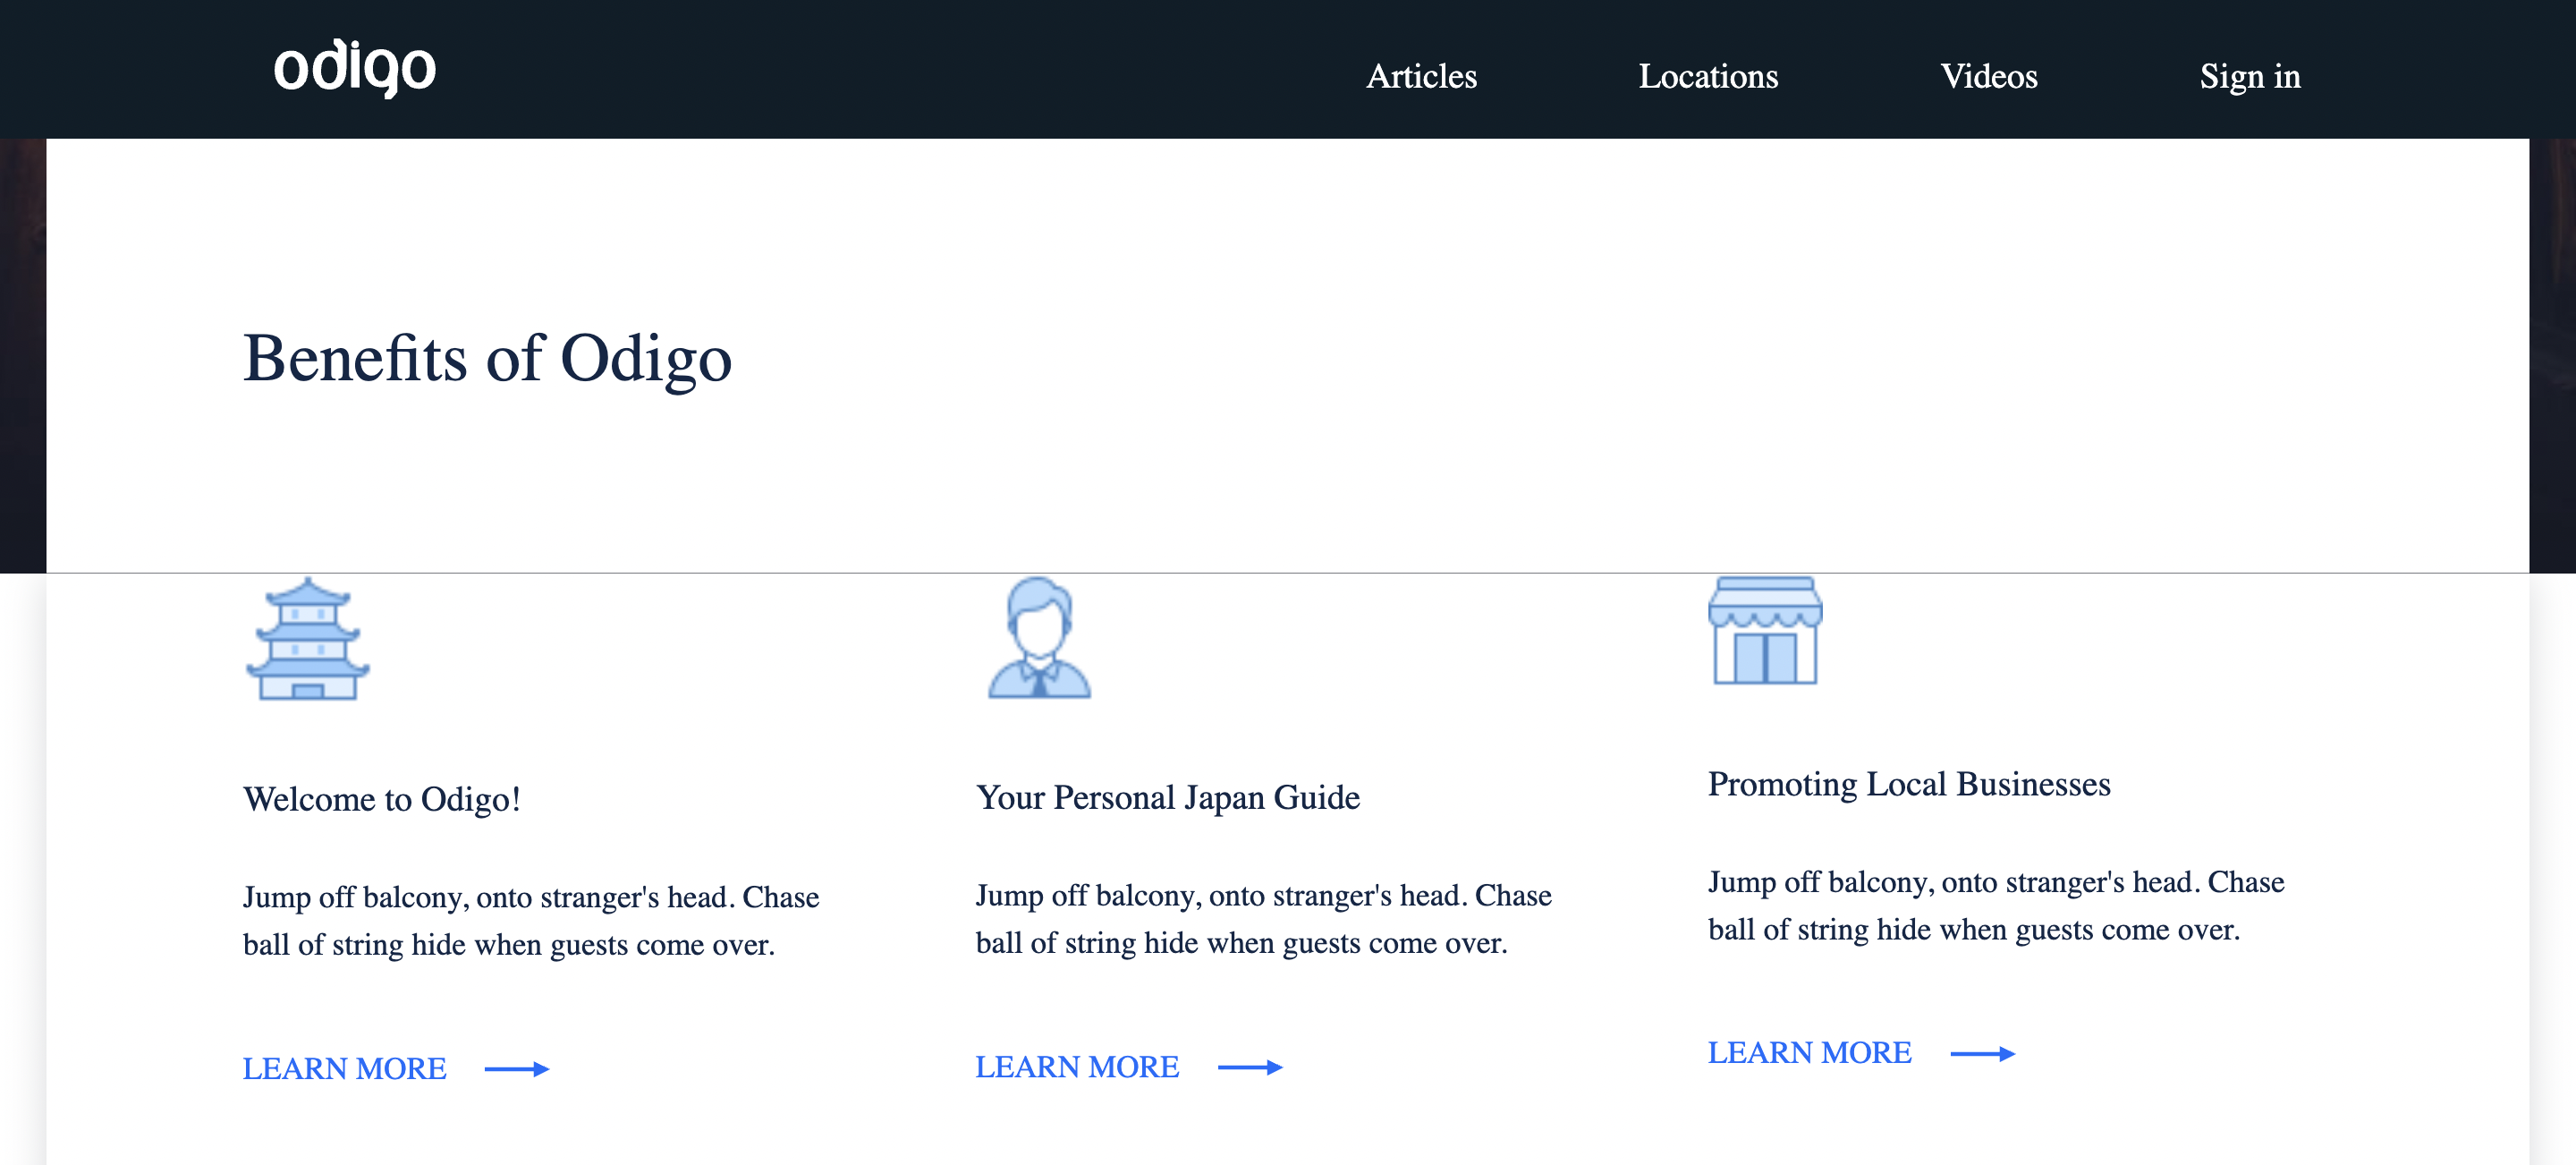 odigo
Articles
Locations
Videos
Sign in
Benefits of Odigo
Welcome to Odigo!
Jump off balcony, onto stranger's head. Chase
ball of string hide when guests come over.
LEARN MORE
Your Personal Japan Guide
Jump off balcony, onto stranger's head. Chase
ball of string hide when guests come over.
LEARN MORE
Promoting Local Businesses
Jump off balcony, onto stranger's head. Chase
ball of string hide when guests come over.
LEARN MORE